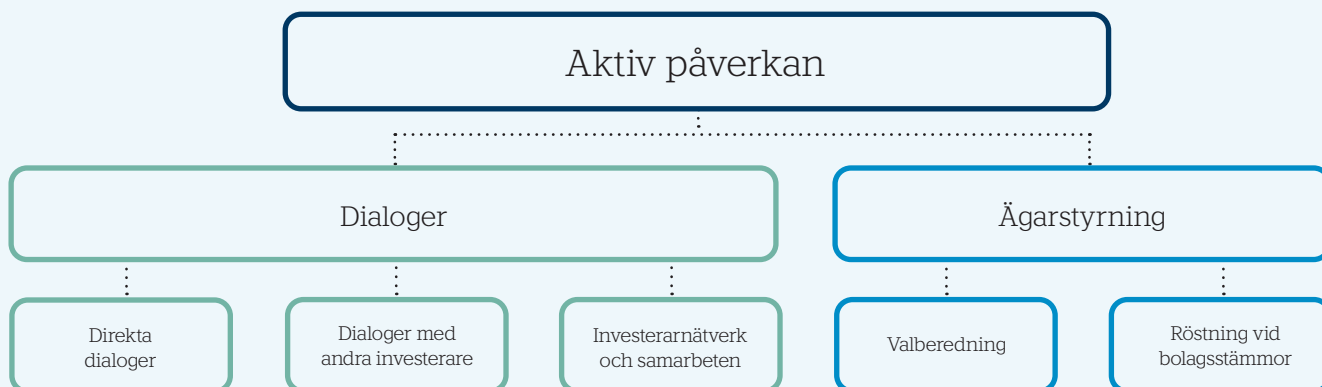 Aktiv påverkan
Dialoger
Ägarstyrning
Direkta
dialoger
Dialoger med
andra investerare
Investerarnätverk
och samarbeten
Valberedning
Röstning vid
bolagsstämmor